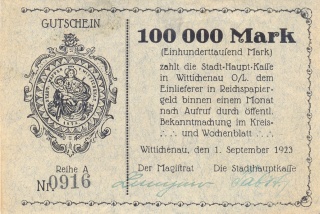 GUTSCHEIN
100 000 Mark
(Einhunderttausend Mark)
zahlt die Stadt-Haupt-Kasse
in Wittichenau O/L. dem
Einlieferer in Reichspapier-
geld binnen einem Monat
nach Aufruf durch öffentl.
Bekanntmachung im Kreis-
und Wochenblatt
Wittichenau, den 1. September 1923
Reihe A
Der Magistrat Die Stadthauptkasse
Nr. 0916